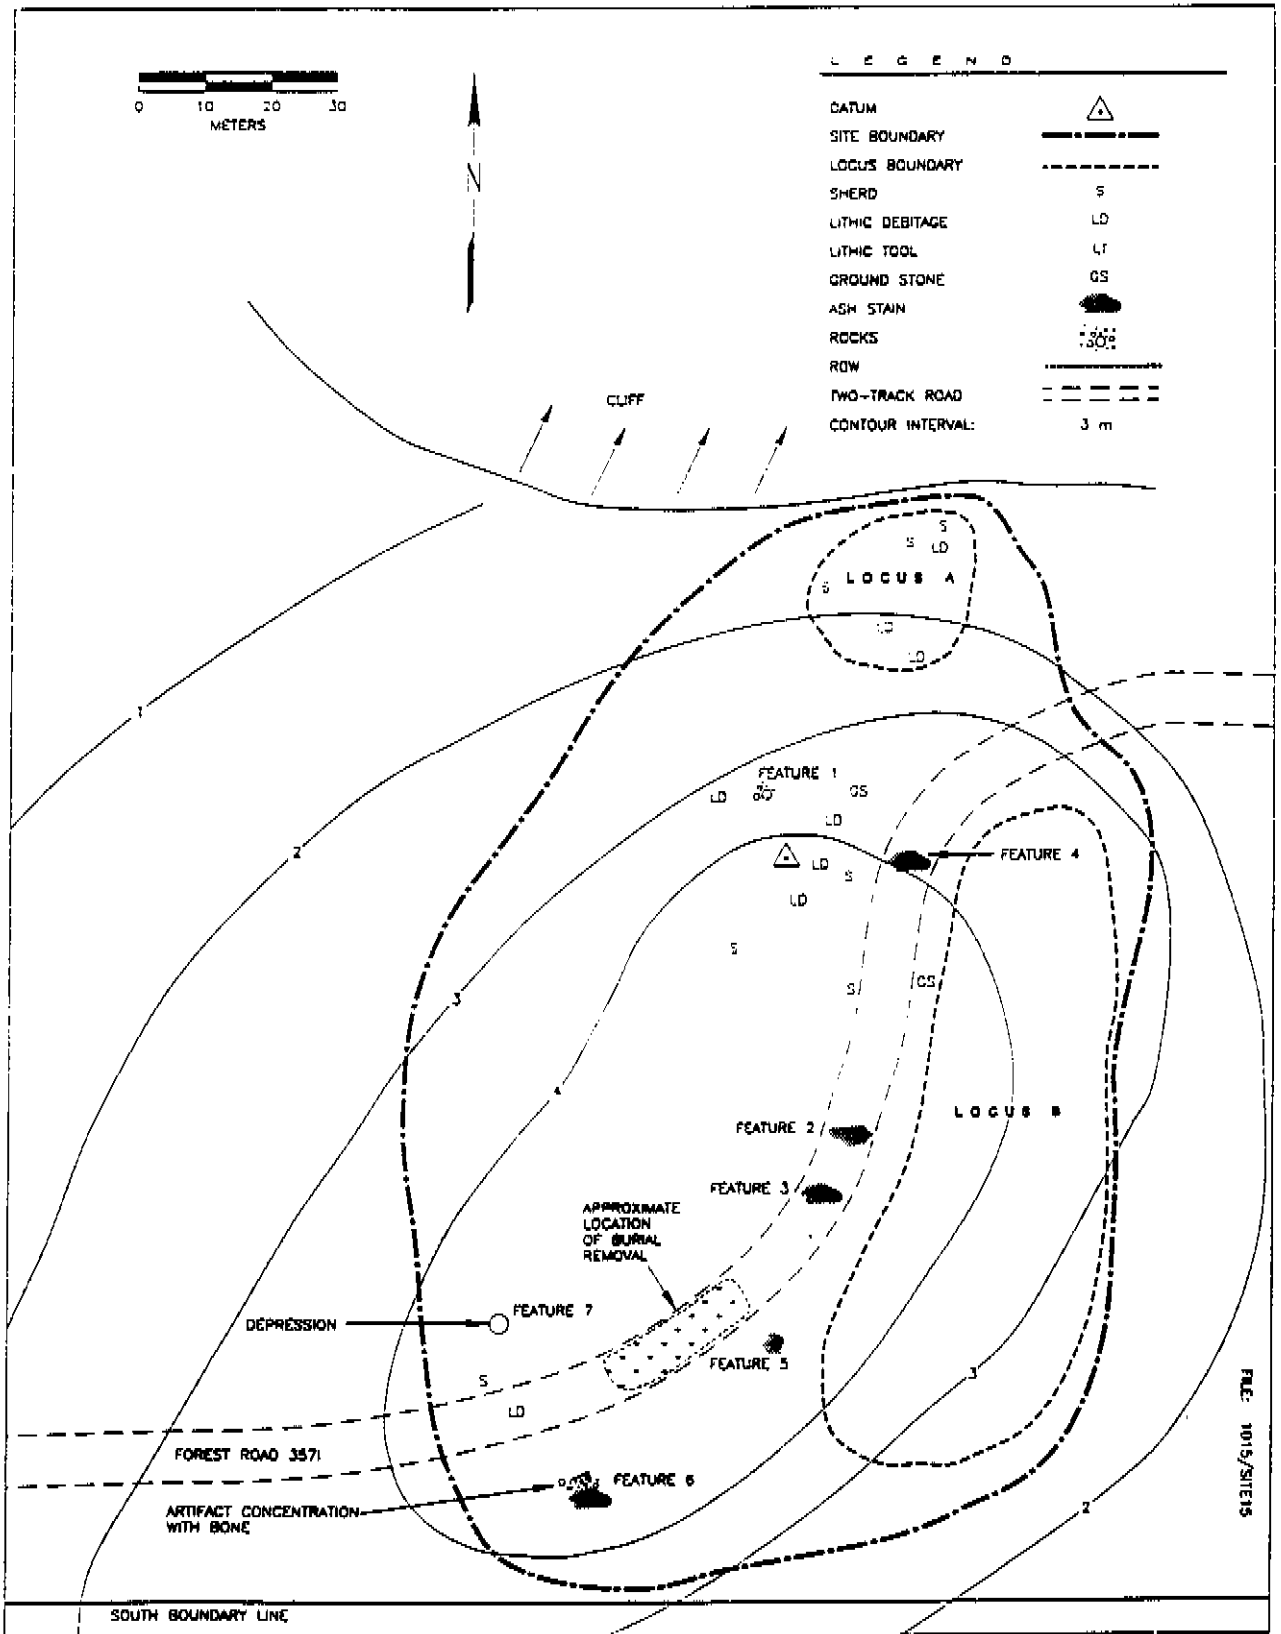 L E G E N D
0 10 20 30
METERS
N
DATUM
SITE BOUNDARY
LOCUS BOUNDARY
SHERD S
LITHIC DEBITAGE LD
LITHIC TOOL LT
GROUND STONE GS
ASH STAIN
ROCKS
ROW
TWO-TRACK ROAD
CONTOUR INTERVAL: 3 m
CLIFF
S
S LD
LOCUS A
S
LD
LD
1
FEATURE 1
LD GS
LD
2
FEATURE 4
LD
S
LD
S
3
S GS
4
LOCUS B
FEATURE 2
FEATURE 3
APPROXIMATE
LOCATION
OF BURIAL
REMOVAL
FEATURE 7
DEPRESSION
FEATURE 5
3
S
LD
FOREST ROAD 3571
FEATURE 6
ARTIFACT CONCENTRATION
WITH BONE
2
FILE: 1015/SITE15
SOUTH BOUNDARY LINE